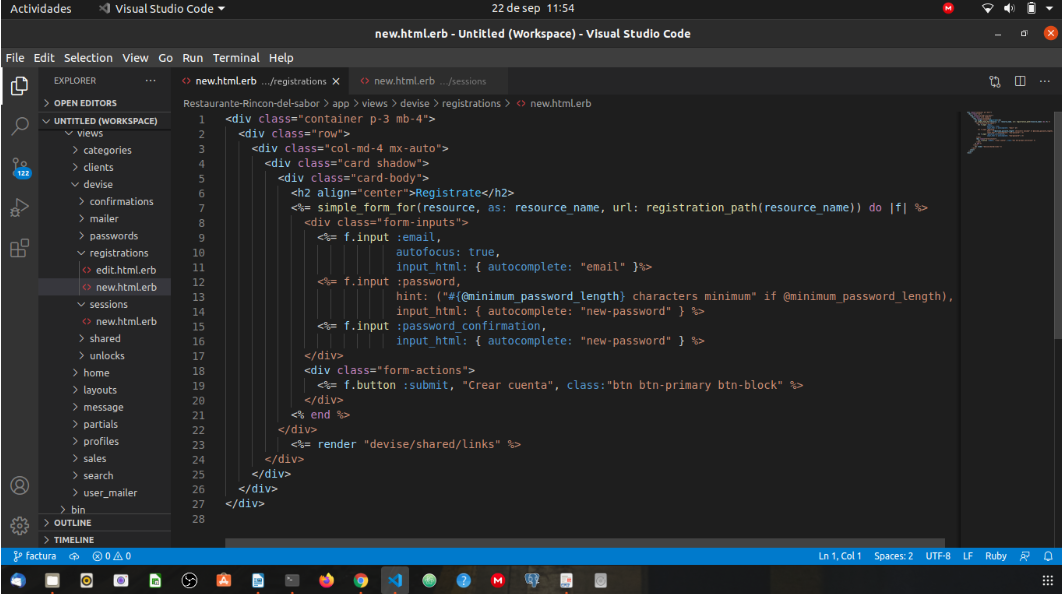 Actividades
Visual Studio Code
22 de sep 11:54
new.html.erb - Untitled (Workspace) - Visual Studio Code
File Edit Selection View Go Run Terminal Help
EXPLORER
new.html.erb .../registrations
new.html.erb .../sessions
OPEN EDITORS
UNTITLED (WORKSPACE)
views
categories
clients
devise
confirmations
mailer
passwords
registrations
edit.html.erb
new.html.erb
sessions
new.html.erb
shared
unlocks
home
layouts
message
partials
profiles
sales
search
user_mailer
bin
OUTLINE
TIMELINE
122
Restaurante-Rincon-del-sabor > app > views > devise > registrations > new.html.erb
1 <div class="container p-3 mb-4">
2 <div class="row">
3 <div class="col-md-4 mx-auto">
4 <div class="card shadow">
5 <div class="card-body">
6 <h2 align="center">Registrate</h2>
7 <%= simple_form_for(resource, as: resource_name, url: registration_path(resource_name)) do |f| %>
8 <div class="form-inputs">
9 <%= f.input :email,
10 autofocus: true,
11 input_html: { autocomplete: "email" }%>
12 <%= f.input :password,
13 hint: ("#{@minimum_password_length} characters minimum" if @minimum_password_length),
14 input_html: { autocomplete: "new-password" } %>
15 <%= f.input :password_confirmation,
16 input_html: { autocomplete: "new-password" } %>
17 </div>
18 <div class="form-actions">
19 <%= f.button :submit, "Crear cuenta", class:"btn btn-primary btn-block" %>
20 </div>
21 <% end %>
22 </div>
23 <%= render "devise/shared/links" %>
24 </div>
25 </div>
26 </div>
27 </div>
28
factura
0 0
Ln 1, Col 1 Spaces: 2 UTF-8 LF Ruby